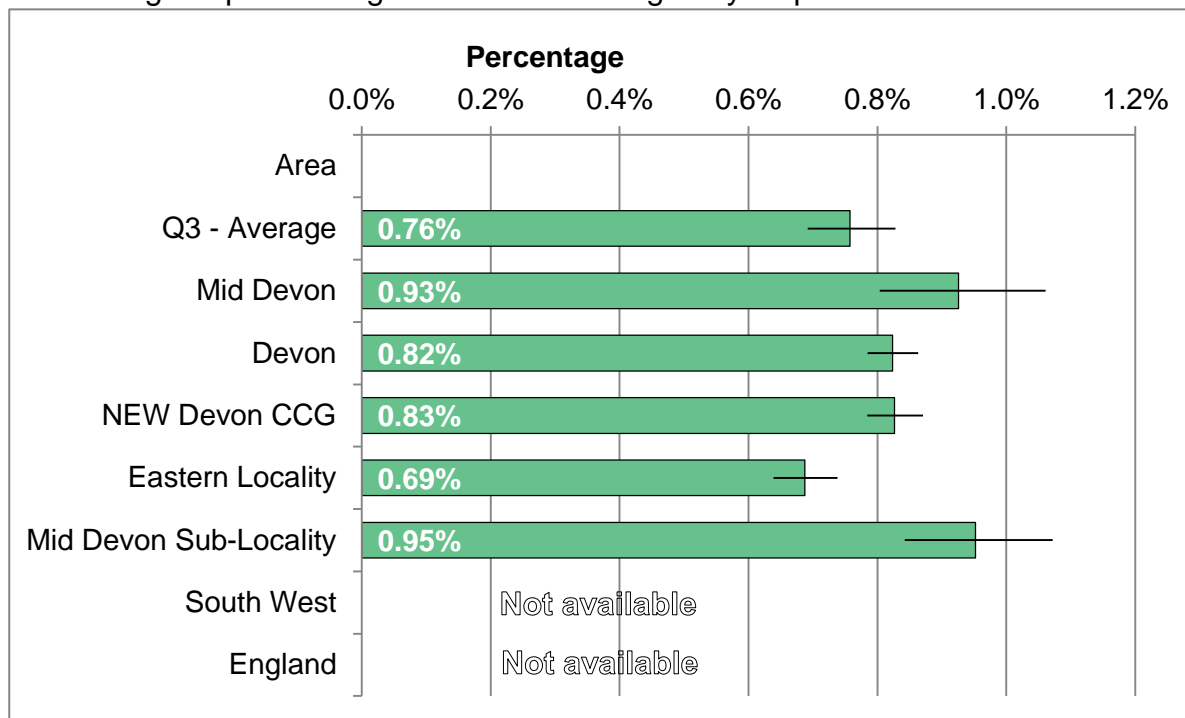 Percentage
0.0% 0.2% 0.4% 0.6% 0.8% 1.0% 1.2%
Area
Q3 - Average 0.76%
Mid Devon 0.93%
Devon 0.82%
NEW Devon CCG 0.83%
Eastern Locality 0.69%
Mid Devon Sub-Locality 0.95%
South West Not available
England Not available